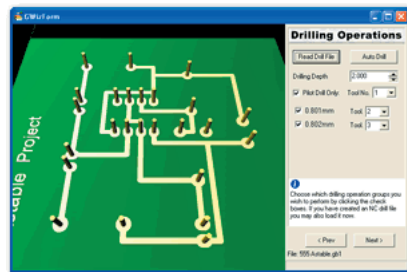 CWizFarm
Drilling Operations
Read Drill File
Auto Drill
Drilling Depth
2.000
Pilot Drill Only:
Tool No.
1
0.801mm
Tool:
2
0.802mm
Tool:
3
stable Project
Choose which drilling operation groups you
wish to perform by clicking the check
boxes. If you have created an NC drill file
you may also load it now.
< Prev
Next >
File: 555 Astable.gb1